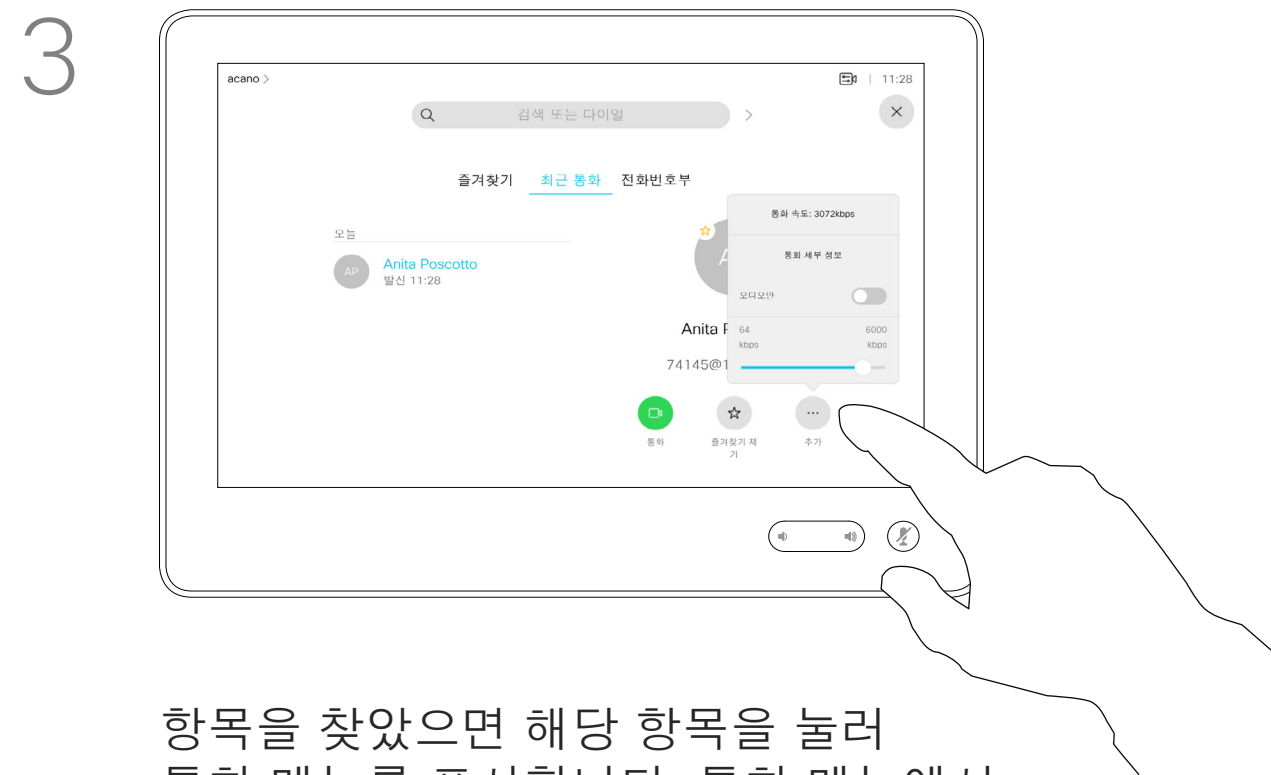 3
acano >
11:28
검색 또는 다이얼
즐겨찾기 최근 통화 전화번호부
통화 속도: 3072kbps
통화 세부 정보
오디오만
64 kbps
6000 kbps
오늘
AP
Anita Poscotto
발신 11:28
A
Anita P
74145@1
통화
즐겨찾기 제
거
추가
항목을 찾았으면 해당 항목을 눌러